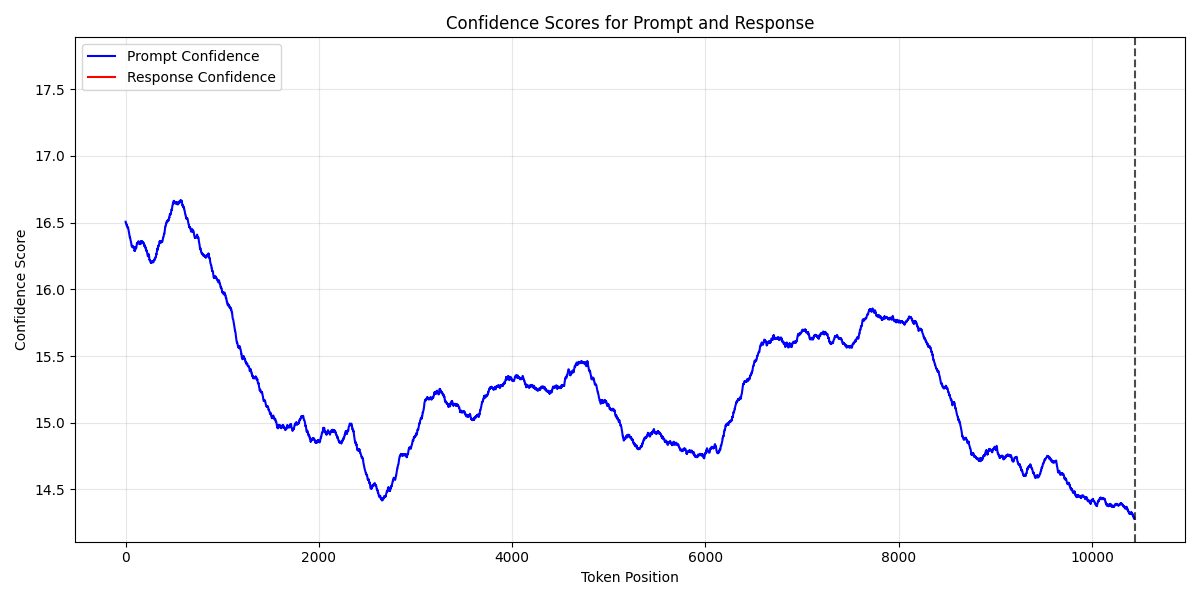 Confidence Scores for Prompt and Response
Prompt Confidence
Response Confidence
Confidence Score
17.5
17.0
16.5
16.0
15.5
15.0
14.5
0 2000 4000 6000 8000 10000
Token Position